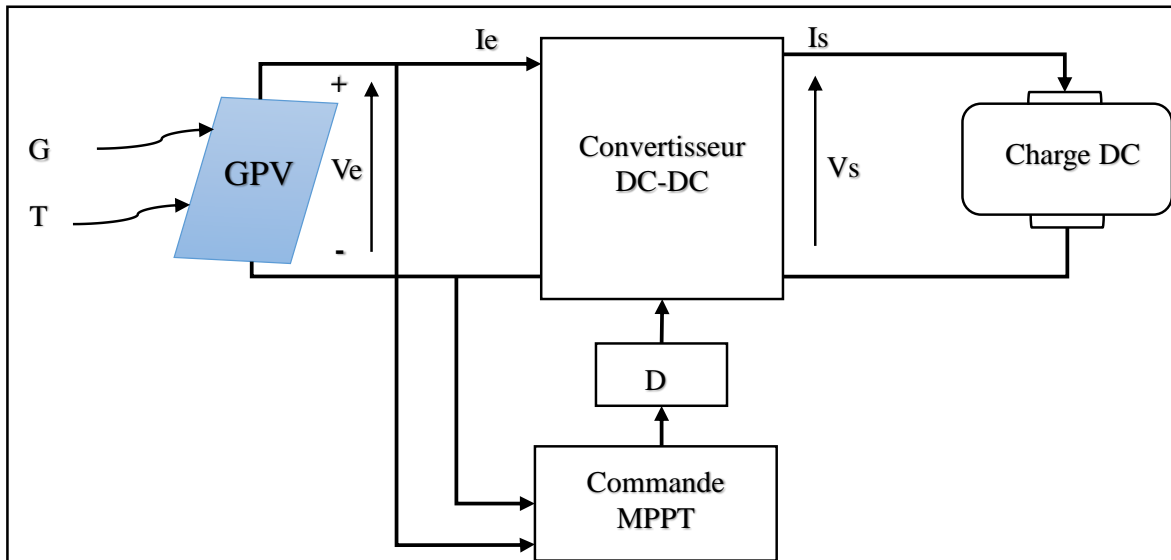 Ie
Is
+
G
GPV
Ve
Convertisseur
DC-DC
Vs
Charge DC
T
-
D
Commande
MPPT